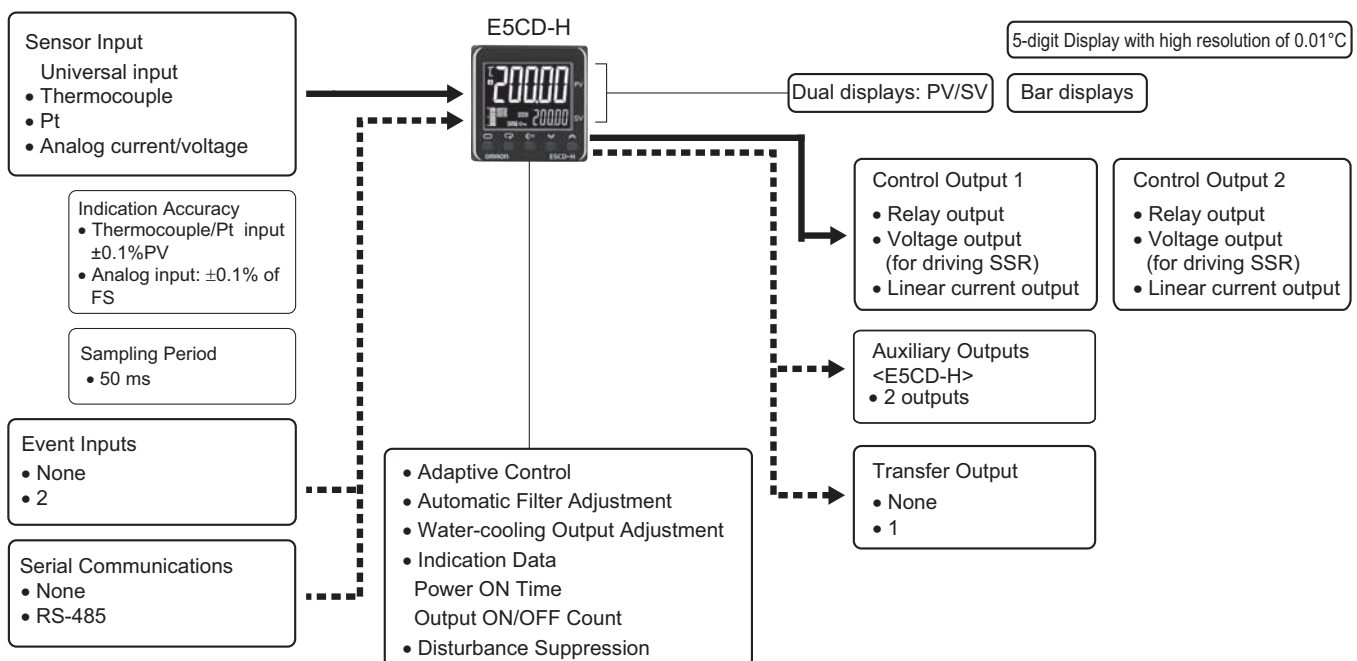 Sensor Input
Universal input
• Thermocouple
• Pt
• Analog current/voltage
Indication Accuracy
• Thermocouple/Pt input
±0.1%PV
• Analog input: ±0.1% of
FS
Sampling Period
• 50 ms
Event Inputs
• None
• 2
Serial Communications
• None
• RS-485
E5CD-H
200.00
PV
200.00
SV
OMRON E5CD-H
• Adaptive Control
• Automatic Filter Adjustment
• Water-cooling Output Adjustment
• Indication Data
Power ON Time
Output ON/OFF Count
• Disturbance Suppression
5-digit Display with high resolution of 0.01°C
Dual displays: PV/SV
Bar displays
Control Output 1
• Relay output
• Voltage output
(for driving SSR)
• Linear current output
Control Output 2
• Relay output
• Voltage output
(for driving SSR)
• Linear current output
Auxiliary Outputs
<E5CD-H>
• 2 outputs
Transfer Output
• None
• 1